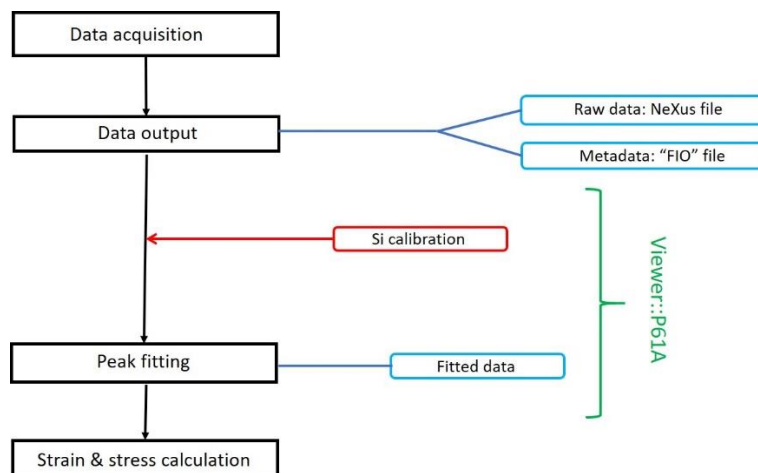 Data acquisition
Data output
Raw data: NeXus file
Metadata: “FIO” file
Si calibration
Viewer::P61A
Peak fitting
Fitted data
Strain & stress calculation